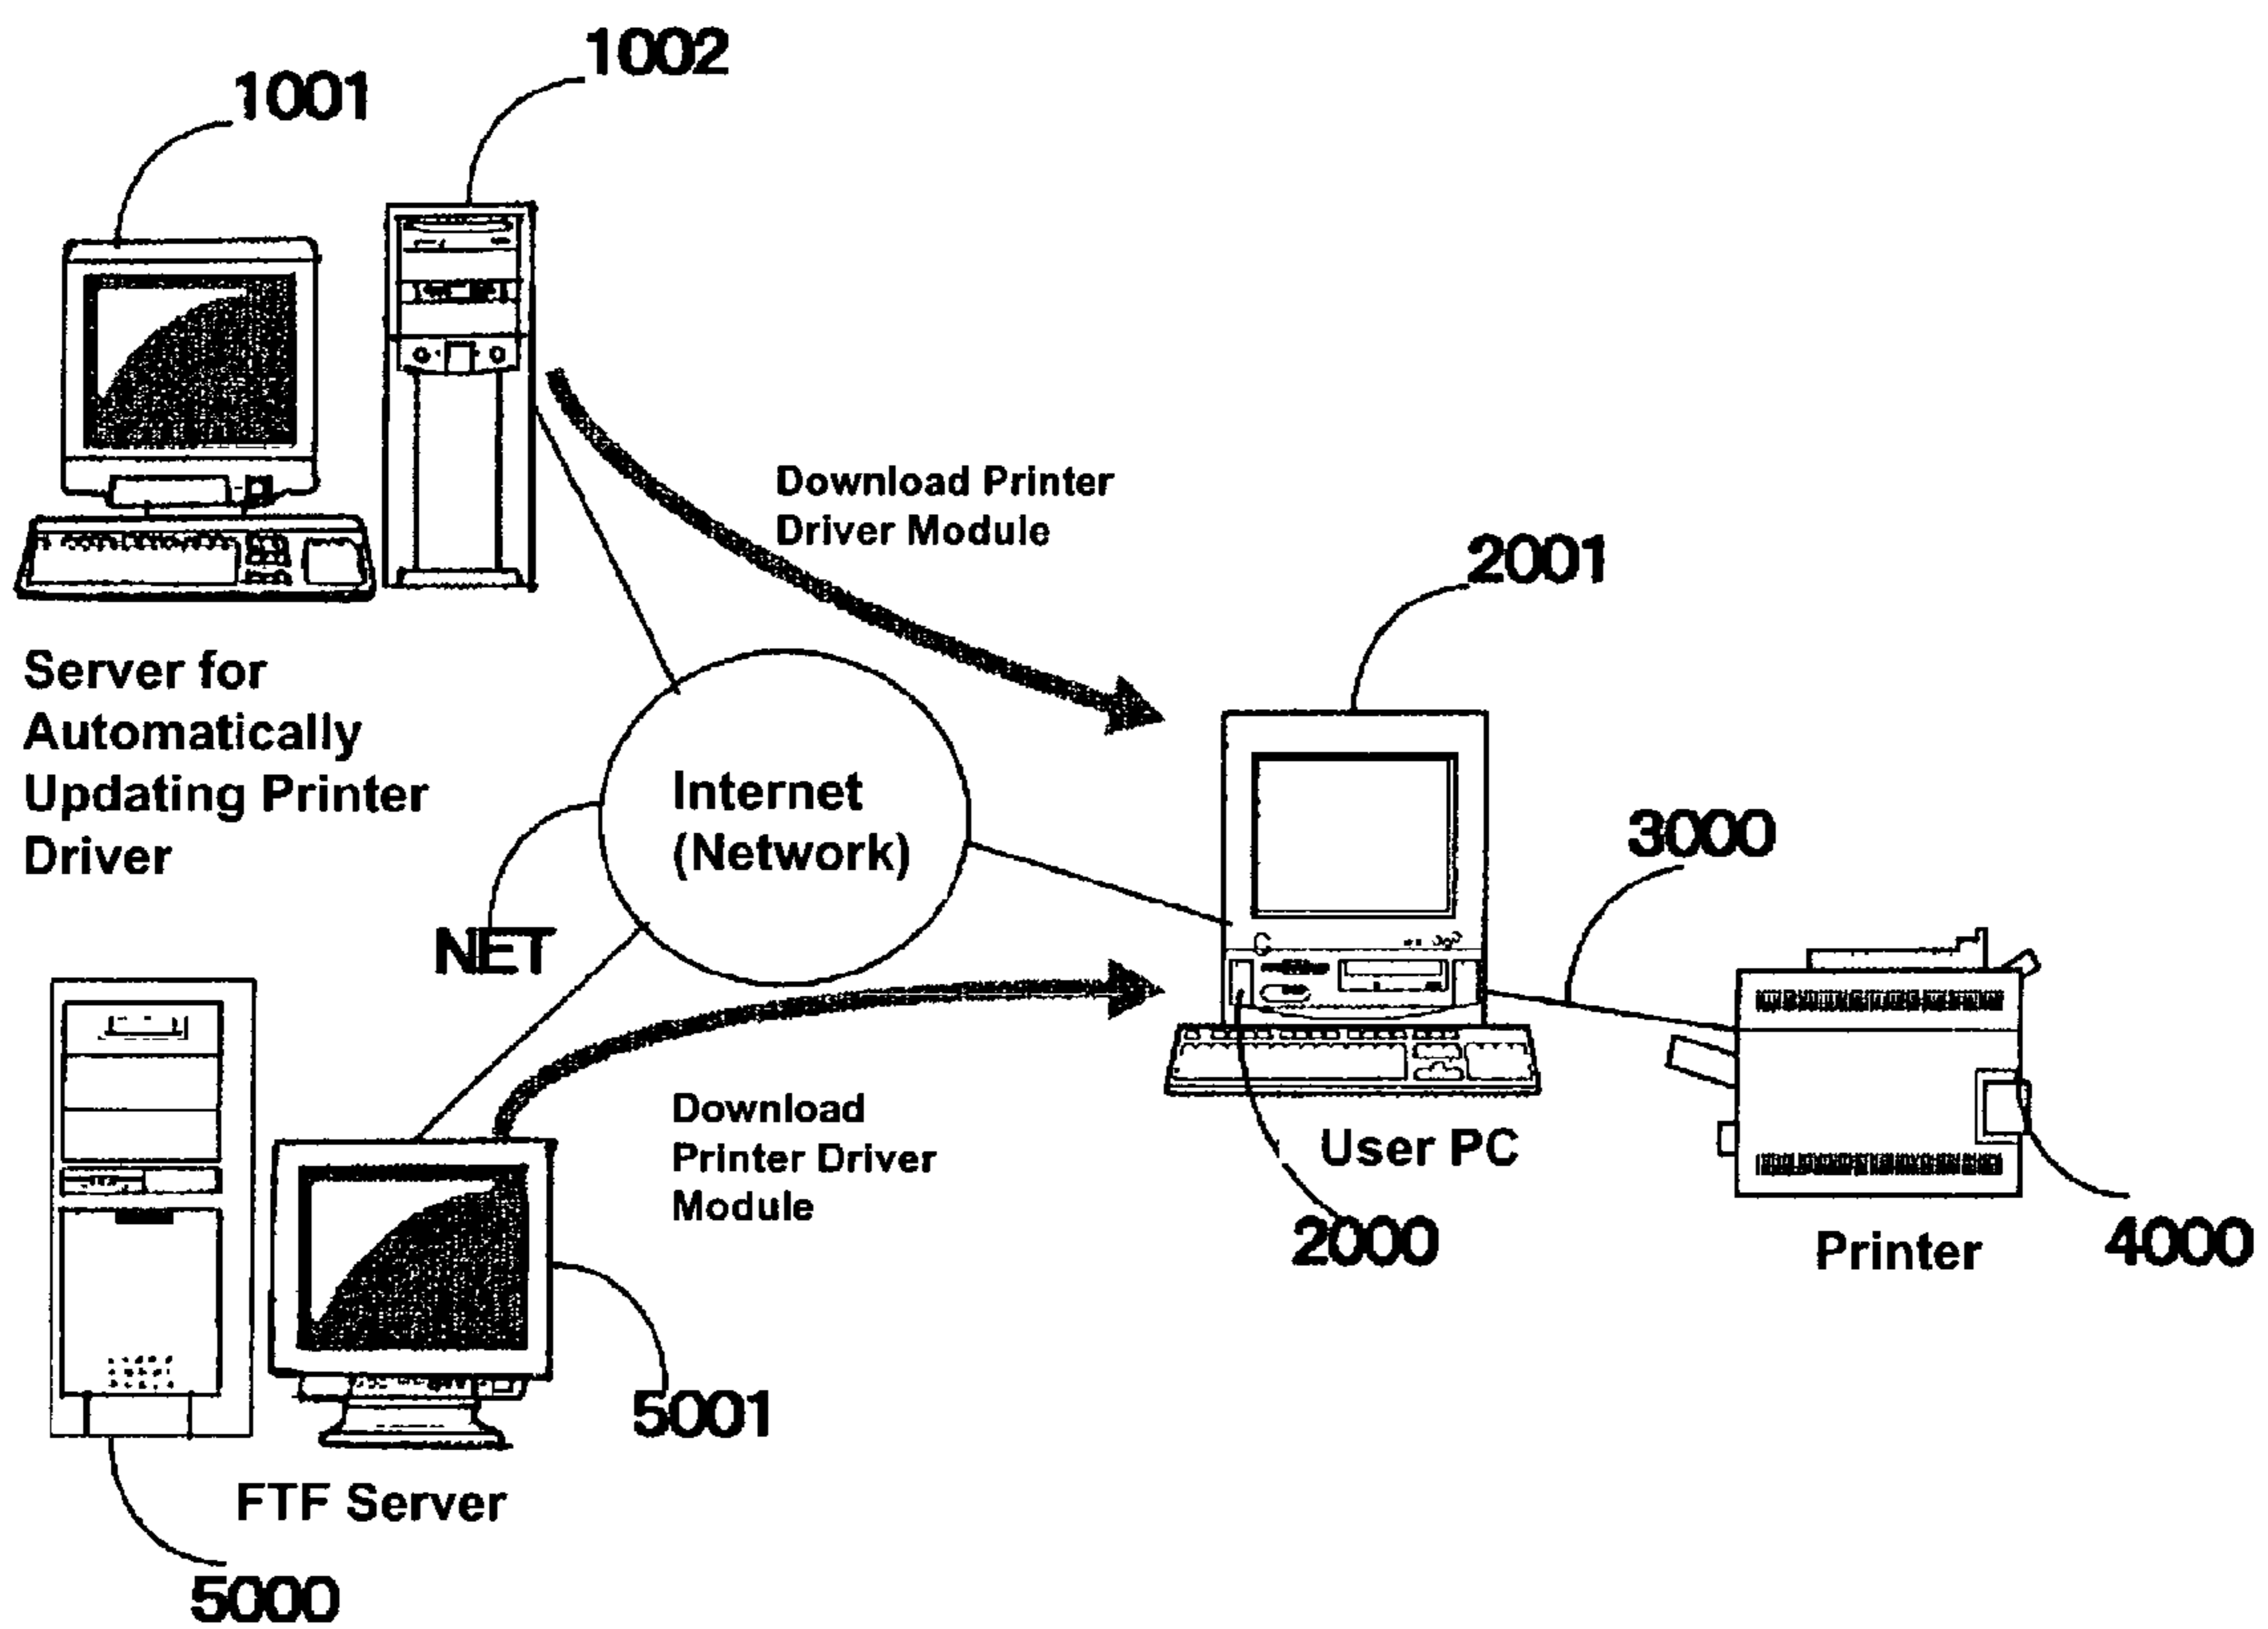 1002
1001
Download Printer
Driver Module
2001
Server for
Automatically
Updating Printer
Driver
Internet
(Network)
3000
NET
Download
Printer Driver
Module
User PC
2000
Printer
4000
5001
FTF Server
5000